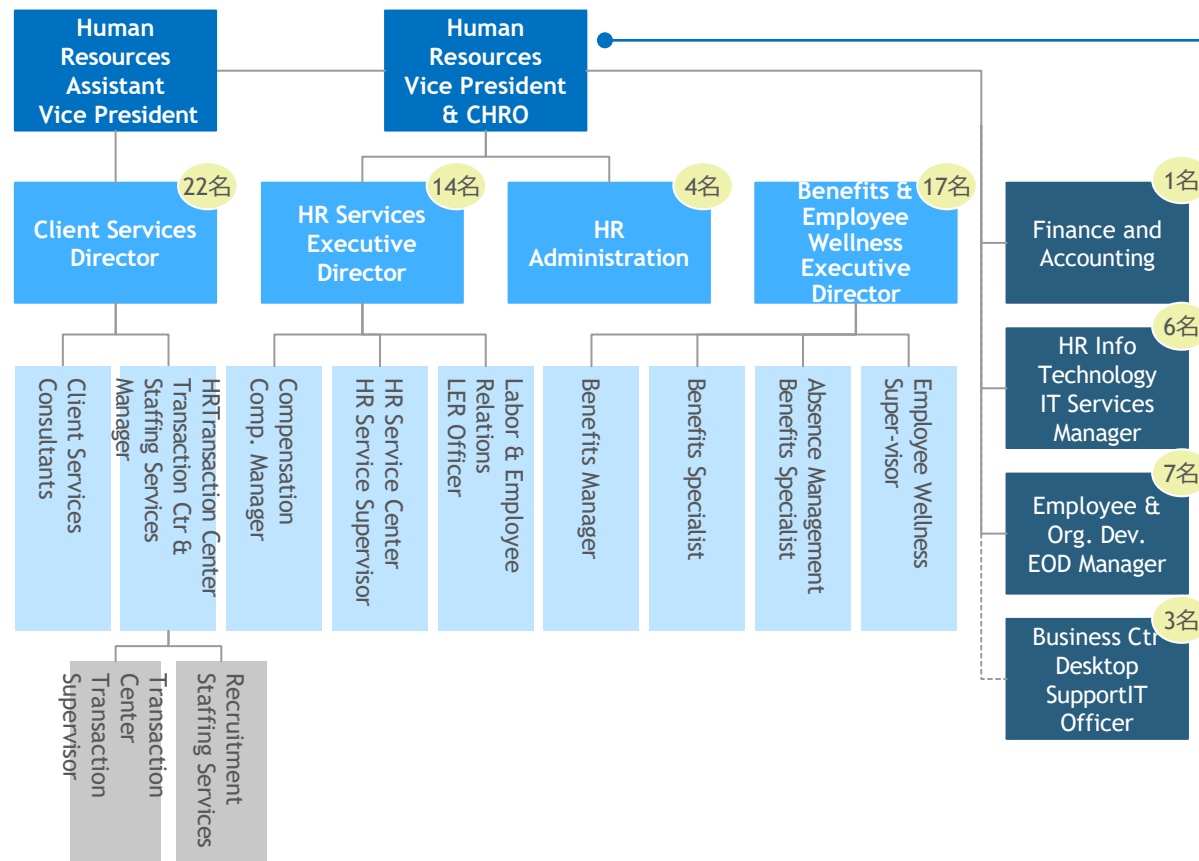 Human
Resources
Assistant
Vice President
Human
Resources
Vice President
& CHRO
22名
Client Services
Director
14名
HR Services
Executive
Director
4名
HR
Administration
17名
Benefits &
Employee
Wellness
Executive
Director
1名
Finance and
Accounting
6名
HR Info
Technology
IT Services
Manager
7名
Employee &
Org. Dev.
EOD Manager
3名
Business Ctr
Desktop
SupportIT
Officer
Client Services
Consultants
HRTransaction Center
Transaction Ctr &
Staffing Services
Manager
Compensation
Comp. Manager
HR Service Center
HR Service Supervisor
Labor & Employee
Relations
LER Officer
Benefits Manager
Benefits Specialist
Absence Management
Benefits Specialist
Employee Wellness
Super-visor
Transaction
Center
Transaction
Supervisor
Recruitment
Staffing Services